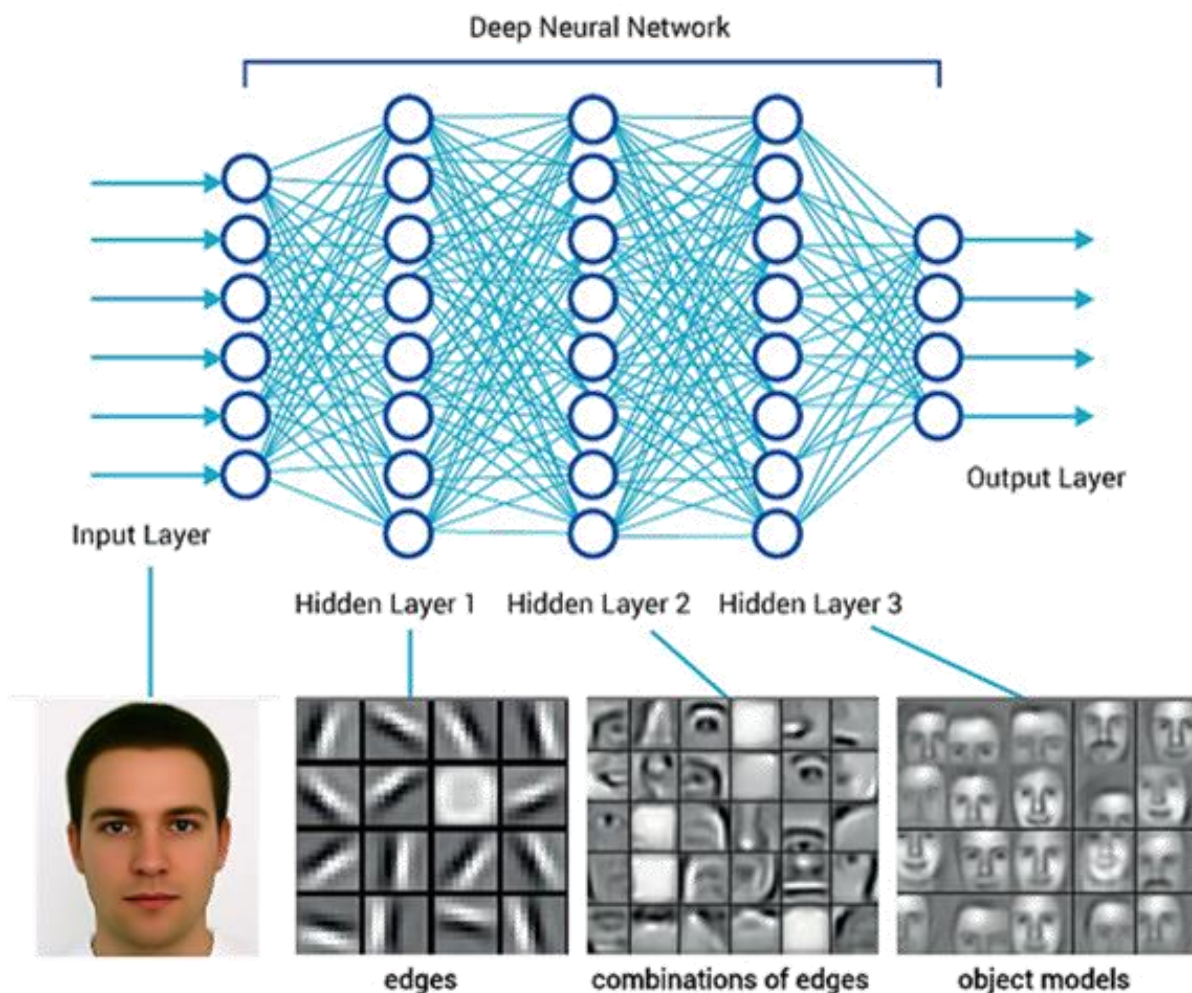 Deep Neural Network
Output Layer
Input Layer
Hidden Layer 1 Hidden Layer 2 Hidden Layer 3
edges combinations of edges object models